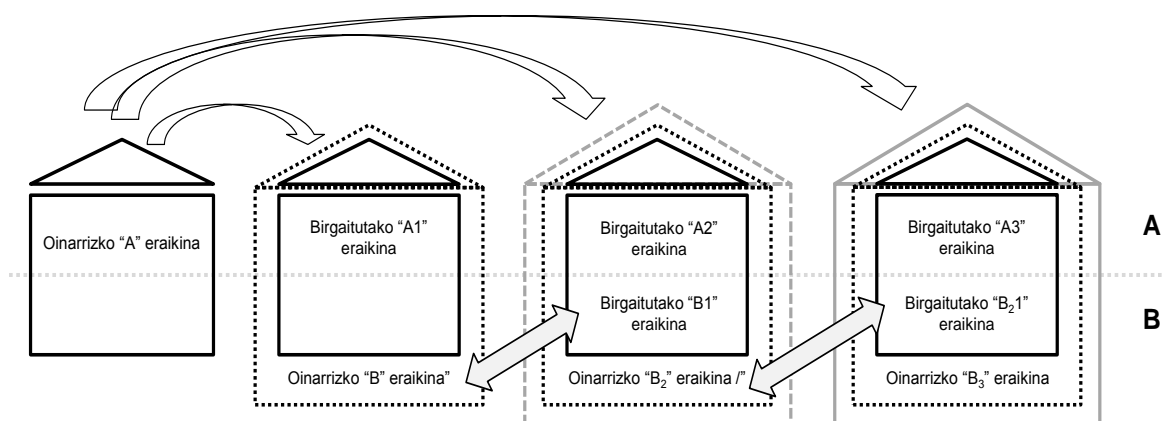 Oinarrizko “A” eraikina
Birgaitutako “A1”
eraikina
Birgaitutako “A2”
eraikina
Birgaitutako “A3”
eraikina
A
Birgaitutako “B1”
eraikina
Birgaitutako “B₂1”
eraikina
B
Oinarrizko “B” eraikina”
Oinarrizko “B₂” eraikina /”
Oinarrizko “B₃” eraikina